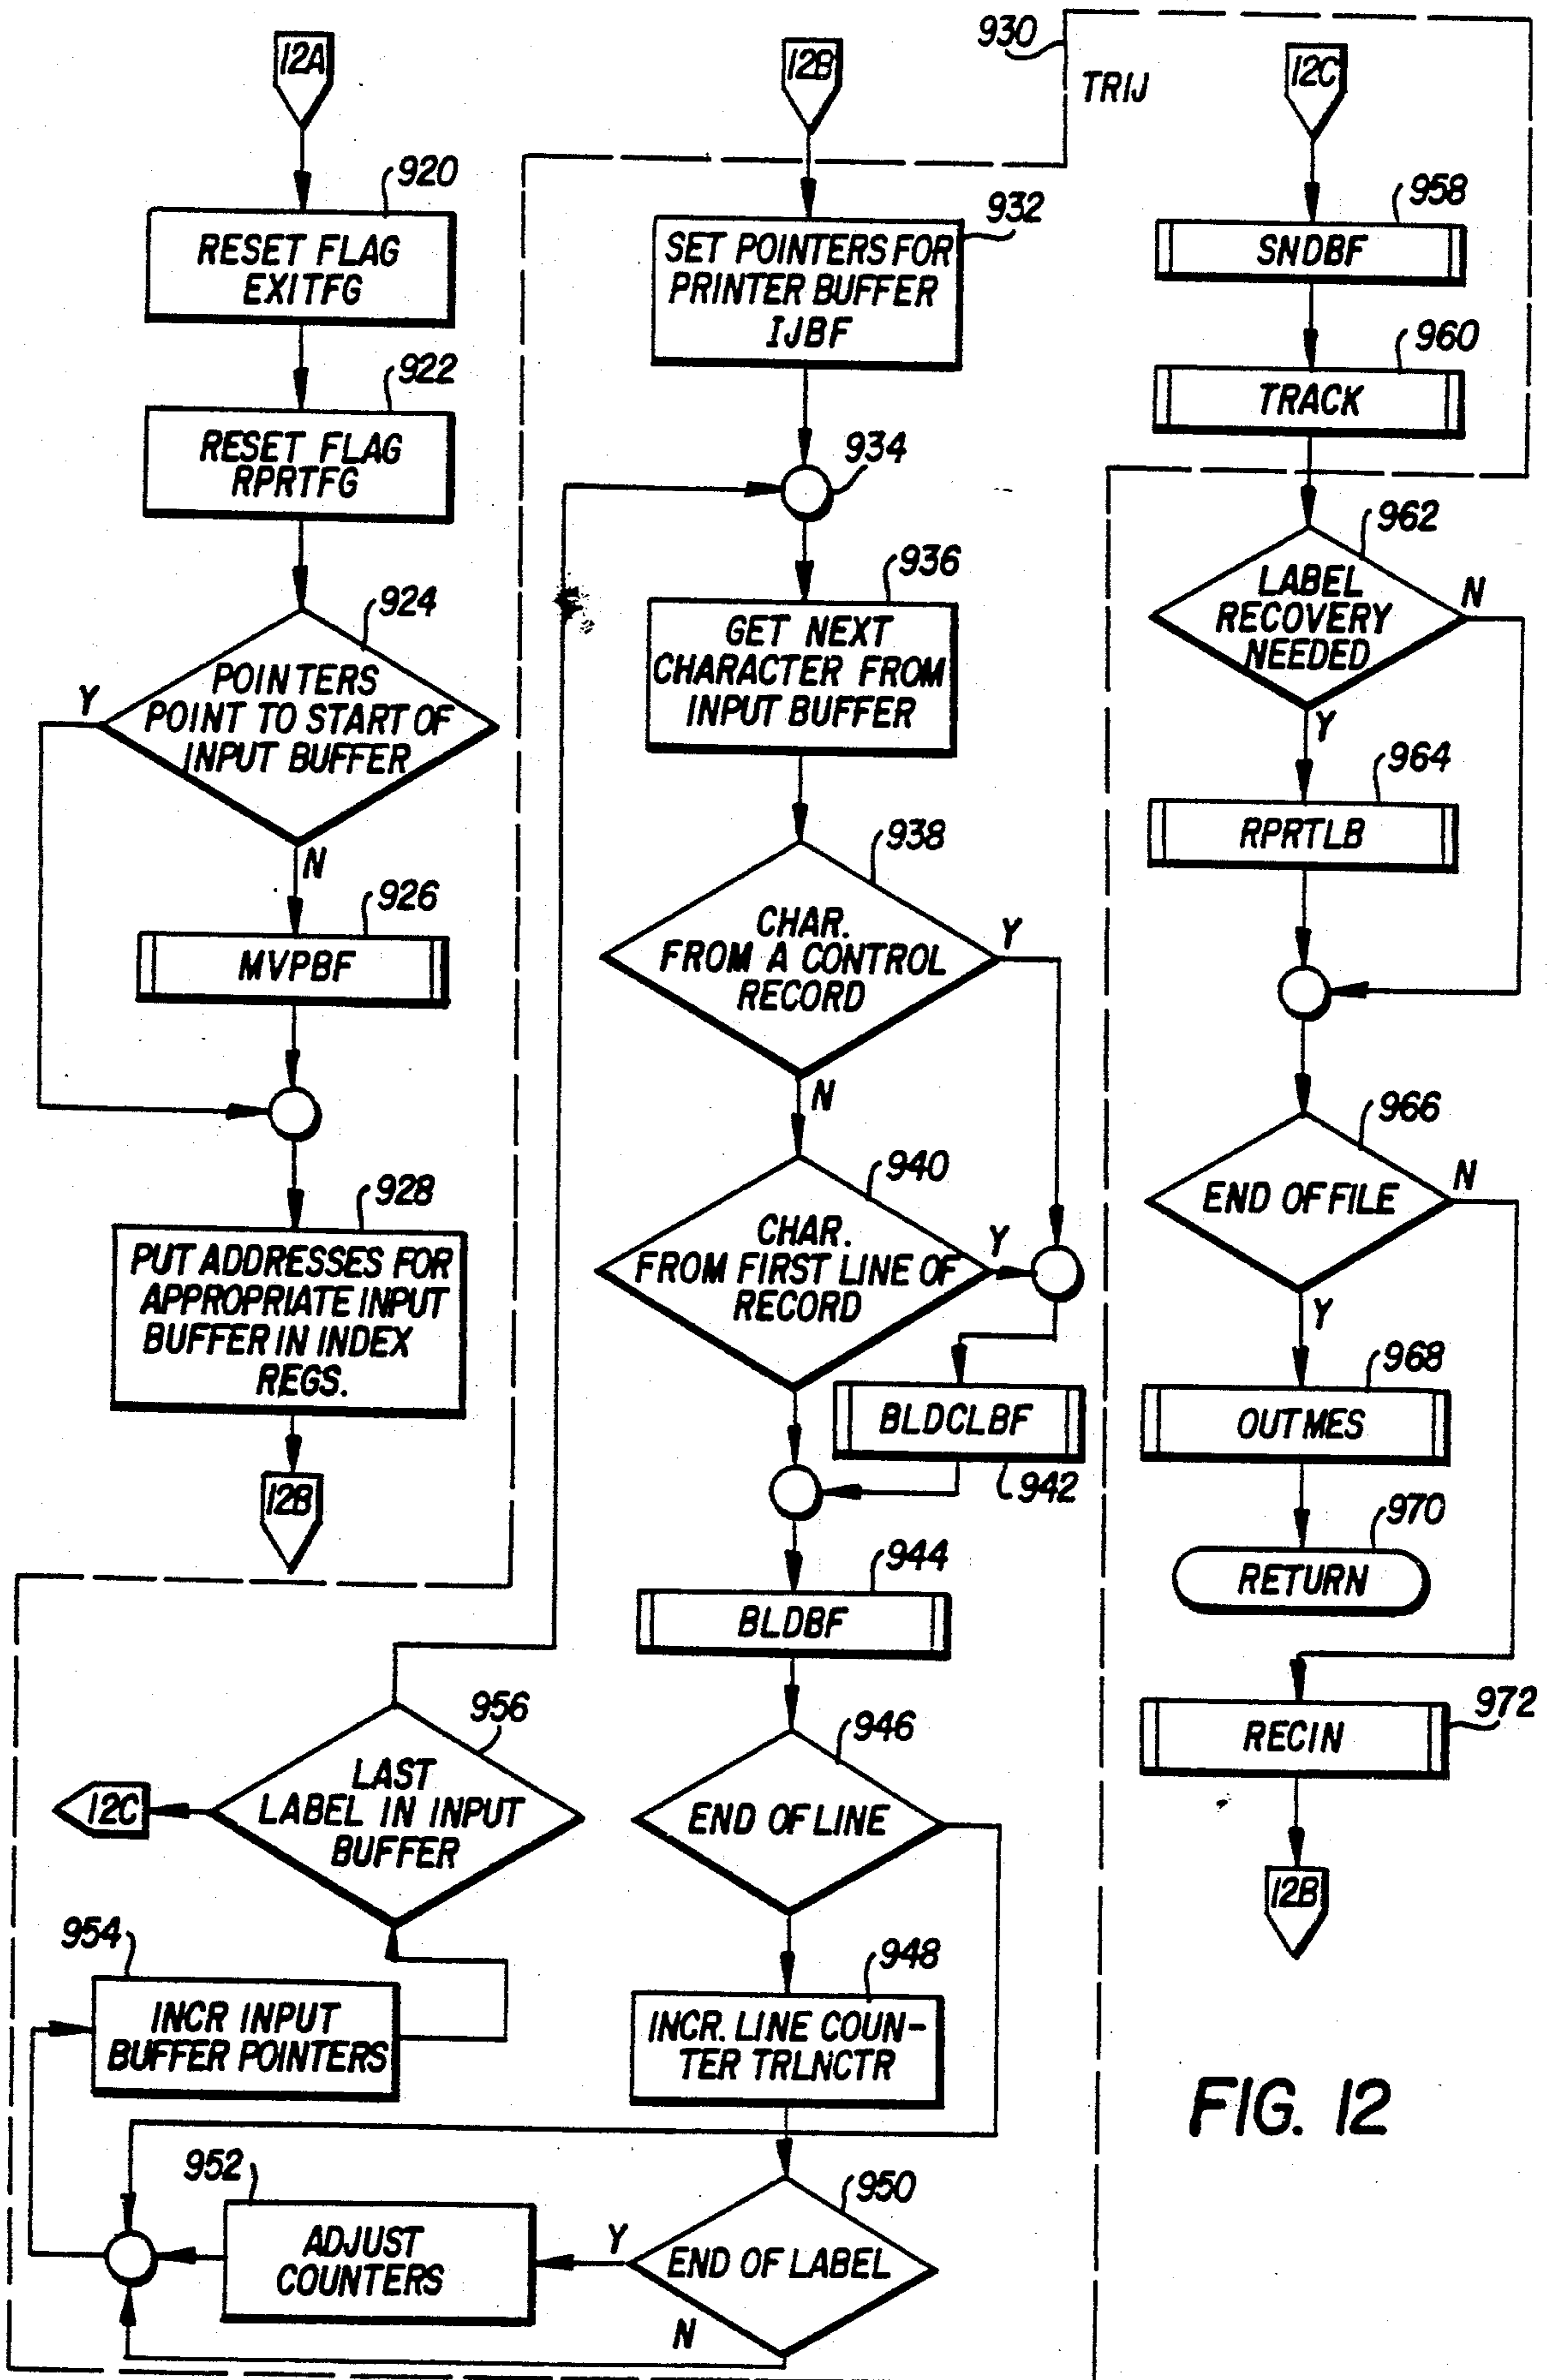 12A
920
RESET FLAG
EXITFG
922
RESET FLAG
RPRTFG
924
POINTERS
POINT TO START OF
INPUT BUFFER
Y
N
926
MVPBF
928
PUT ADDRESSES FOR
APPROPRIATE INPUT
BUFFER IN INDEX
REGS.
12B
12B
930
TRIJ
932
SET POINTERS FOR
PRINTER BUFFER
IJBF
934
936
GET NEXT
CHARACTER FROM
INPUT BUFFER
938
CHAR.
FROM A CONTROL
RECORD
Y
N
940
CHAR.
FROM FIRST LINE OF
RECORD
Y
BLDCLBF
942
944
BLDBF
946
END OF LINE
948
INCR. LINE COUN-
TER TRLNCTR
950
END OF LABEL
Y
N
952
ADJUST
COUNTERS
954
INCR INPUT
BUFFER POINTERS
956
LAST
LABEL IN INPUT
BUFFER
12C
12C
958
SNDBF
960
TRACK
962
LABEL
RECOVERY
NEEDED
N
Y
964
RPRTLB
966
END OF FILE
N
Y
968
OUTMES
970
RETURN
972
RECIN
12B
FIG. 12